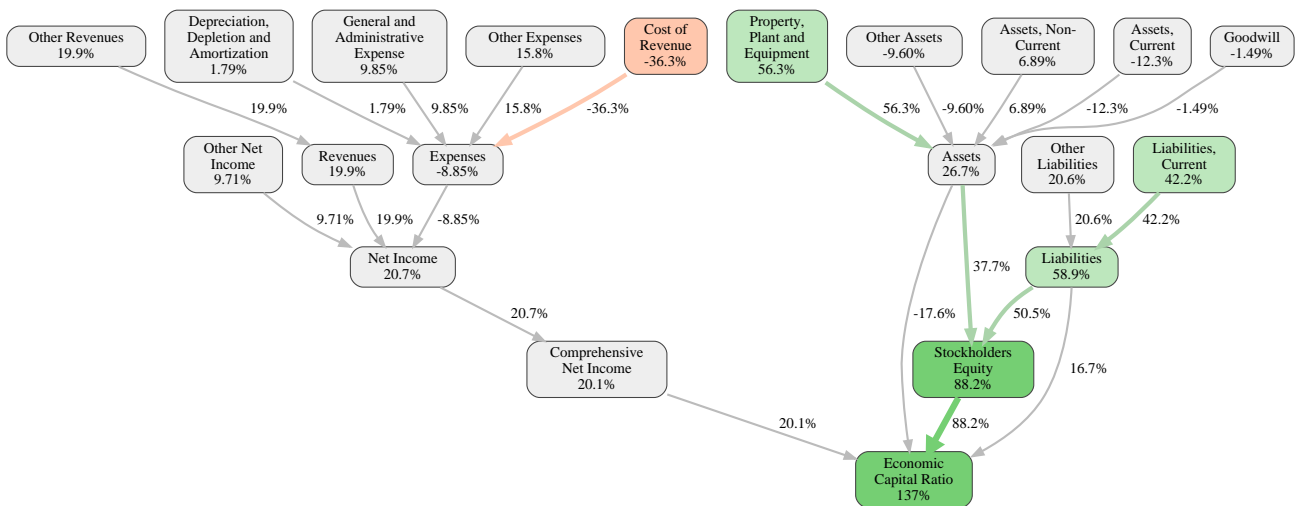 Other Revenues
19.9%
Depreciation,
Depletion and
Amortization
1.79%
General and
Administrative
Expense
9.85%
Other Expenses
15.8%
Cost of
Revenue
-36.3%
Property,
Plant and
Equipment
56.3%
Other Assets
-9.60%
Assets, Non-
Current
6.89%
Assets,
Current
-12.3%
Goodwill
-1.49%
19.9%
1.79%
9.85%
15.8%
-36.3%
56.3%
-9.60%
6.89%
-12.3%
-1.49%
Other Net
Income
9.71%
Revenues
19.9%
Expenses
-8.85%
Assets
26.7%
Other
Liabilities
20.6%
Liabilities,
Current
42.2%
9.71%
19.9%
-8.85%
20.6%
42.2%
Net Income
20.7%
37.7%
Liabilities
58.9%
20.7%
-17.6%
50.5%
Comprehensive
Net Income
20.1%
Stockholders
Equity
88.2%
16.7%
20.1%
88.2%
Economic
Capital Ratio
137%